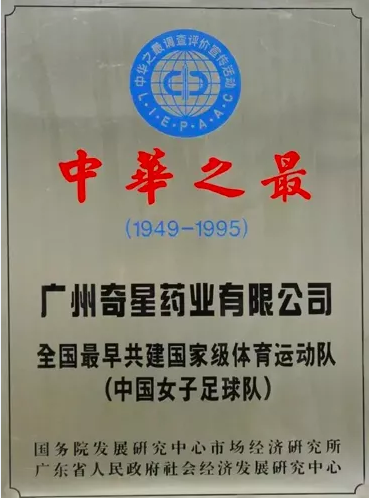 中华之最调查评价宣传活动
L·I·E·P·A·A·C
中華之最
(1949-1995)
广州奇星药业有限公司
全国最早共建国家级体育运动队
(中国女子足球队)
国务院发展研究中心市场经济研究所
广东省人民政府社会经济发展研究中心